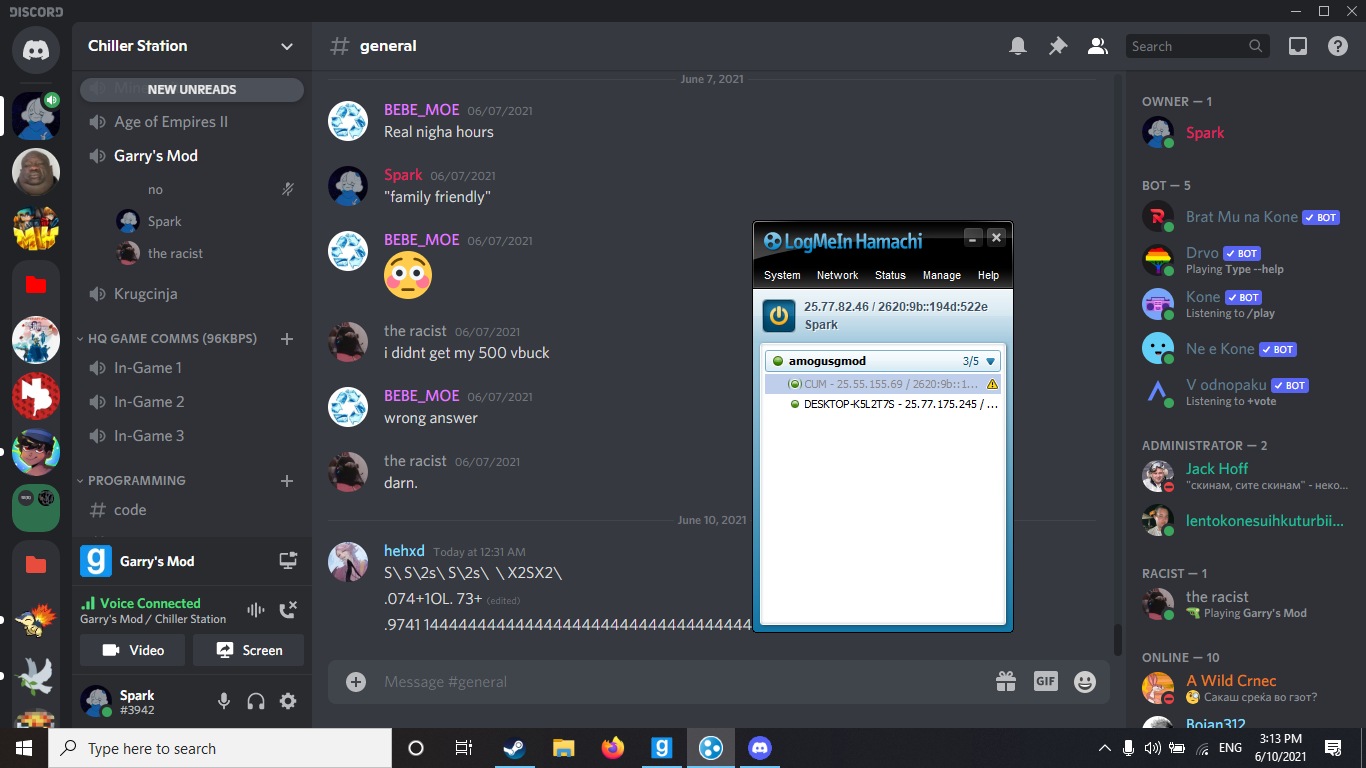 DISCORD
Chiller Station
NEW UNREADS
Age of Empires II
Garry's Mod
no
Spark
the racist
Krugcinja
HQ GAME COMMS (96KBPS)
In-Game 1
In-Game 2
In-Game 3
PROGRAMMING
code
Garry's Mod
Voice Connected
Garry's Mod / Chiller Station
Video
Screen
Spark
#3942
# general
Search
June 7, 2021
BEBE_MOE 06/07/2021
Real nigha hours
Spark 06/07/2021
"family friendly"
BEBE_MOE 06/07/2021
the racist 06/07/2021
i didnt get my 500 vbuck
BEBE_MOE 06/07/2021
wrong answer
the racist 06/07/2021
darn.
June 10, 2021
hehxd Today at 12:31 AM
S\ S\2s\ S\2s\ \ X2SX2\
.074+1OL. 73+ (edited)
Message #general
GIF
LogMeIn Hamachi
System Network Status Manage Help
25.77.82.46 / 2620:9b::194d:522e
Spark
amogusgmod 3/5
CUM - 25.55.155.69 / 2620:9b::1...
DESKTOP-K5L2T7S - 25.77.175.245 / ...
OWNER — 1
Spark
BOT — 5
Brat Mu na Kone BOT
Drvo BOT
Playing Type --help
Kone BOT
Listening to /play
Ne e Kone BOT
V odnopaku BOT
Listening to +vote
ADMINISTRATOR — 2
Jack Hoff
"скинам, сите скинам" - неко...
lentokonesuihkuturbii...
RACIST — 1
the racist
Playing Garry's Mod
ONLINE — 10
A Wild Crnec
Сакаш среќа во гзот?
Bojan312
Type here to search
ENG
3:13 PM
6/10/2021